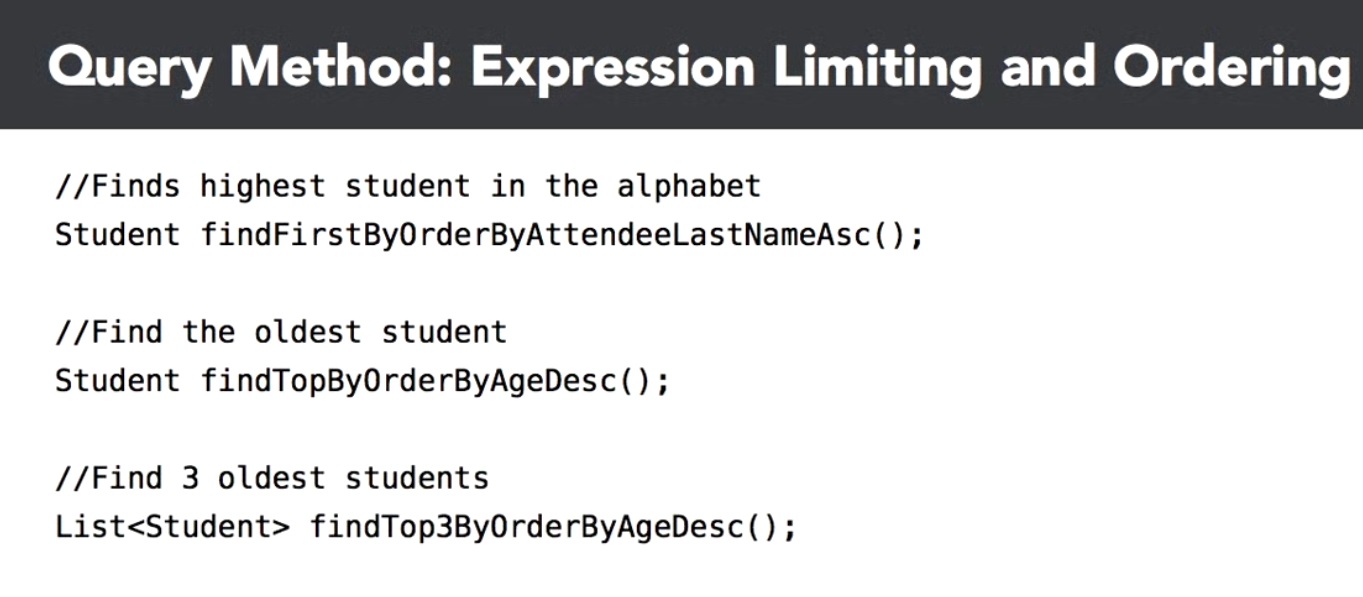 Query Method: Expression Limiting and Ordering
//Finds highest student in the alphabet
Student findFirstByOrderByAttendeeLastNameAsc();
//Find the oldest student
Student findTopByOrderByAgeDesc();
//Find 3 oldest students
List<Student> findTop3ByOrderByAgeDesc();